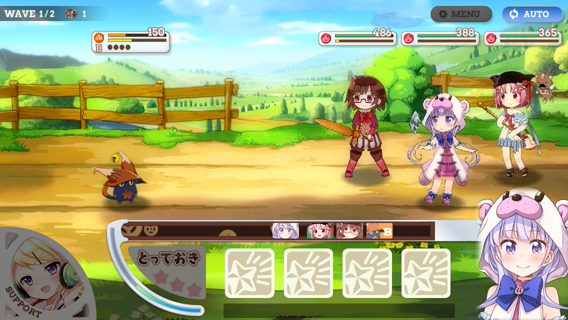 WAVE 1/2 1
MENU
AUTO
150
B
486
388
365
B
とっておき
SUPPORT